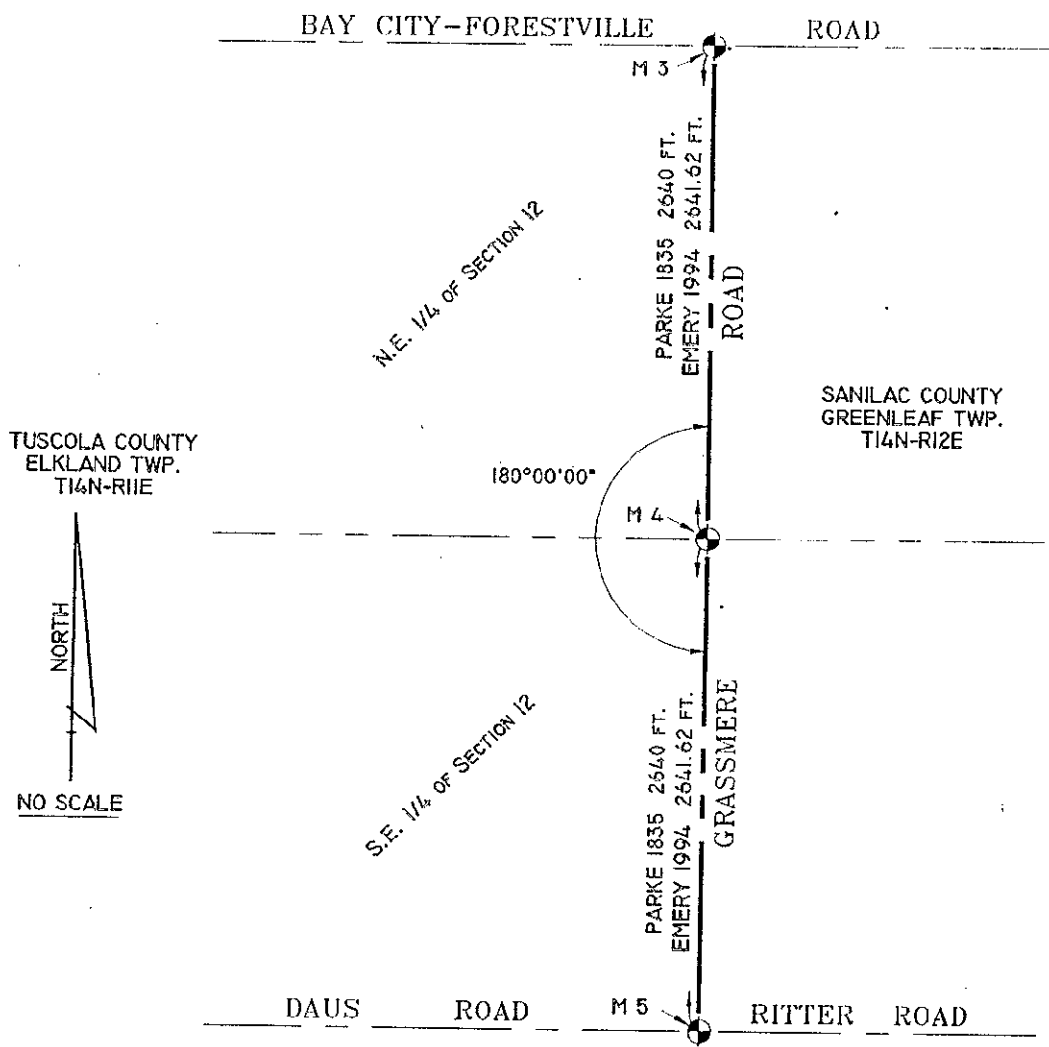 BAY CITY-FORESTVILLE ROAD
M 3
PARKE 1835 2640 FT.
EMERY 1994 2641.62 FT.
N.E. 1/4 OF SECTION 12
ROAD
SANILAC COUNTY
GREENLEAF TWP.
T14N-R12E
TUSCOLA COUNTY
ELKLAND TWP.
T14N-R11E
180°00'00"
M 4
NORTH
NO SCALE
S.E. 1/4 OF SECTION 12
PARKE 1835 2640 FT.
EMERY 1994 2641.62 FT.
GRASSMERE
DAUS ROAD
M 5
RITTER ROAD